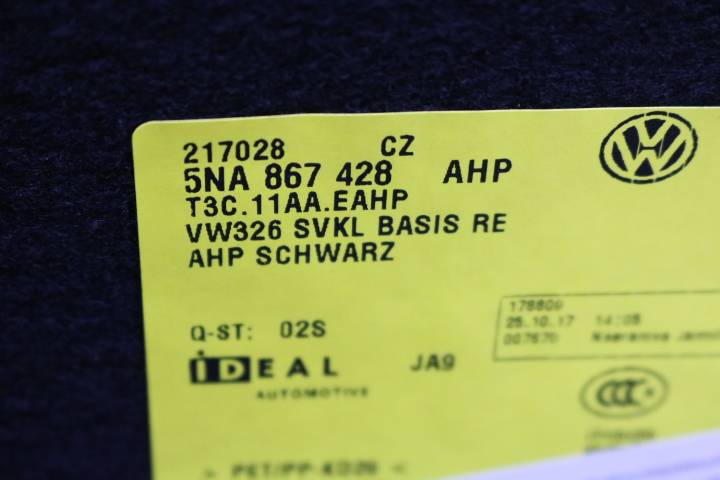 217028 CZ
5NA 867 428 AHP
T3C.11AA.EAHP
VW326 SVKL BASIS RE
AHP SCHWARZ
178809
25.10.17 14:05
Q-ST: 02S
007670
IDEAL JA9
AUTOMOTIVE
CCC
> PET/PP-KD20 <